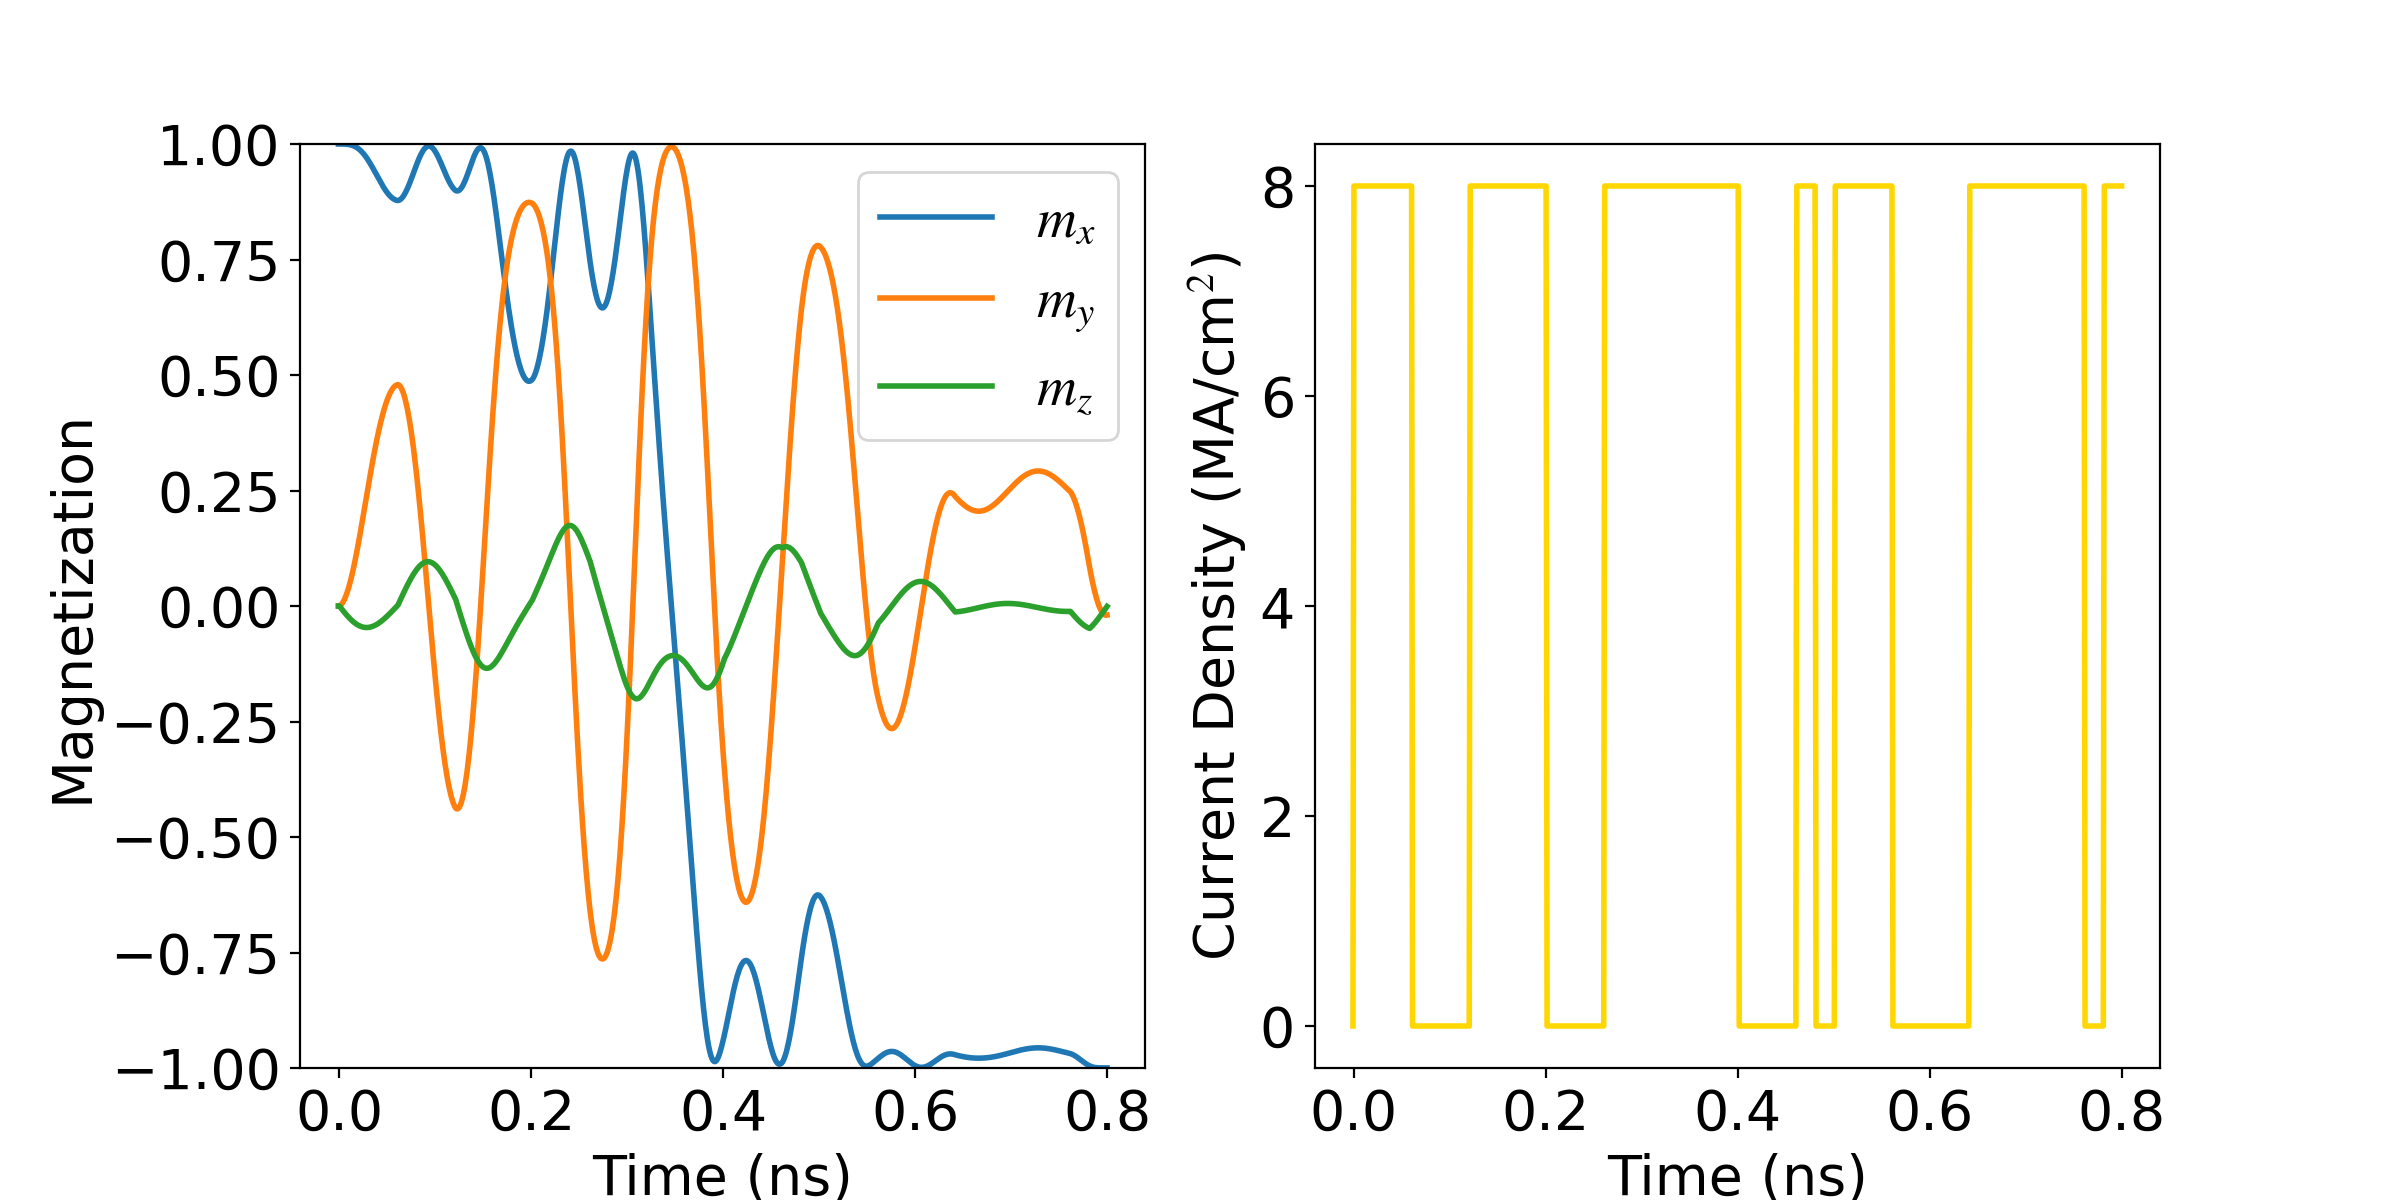 Magnetization
1.00
0.75
0.50
0.25
0.00
−0.25
−0.50
−0.75
−1.00
0.0 0.2 0.4 0.6 0.8
Time (ns)
m_x
m_y
m_z
Current Density (MA/cm²)
8
6
4
2
0
0.0 0.2 0.4 0.6 0.8
Time (ns)